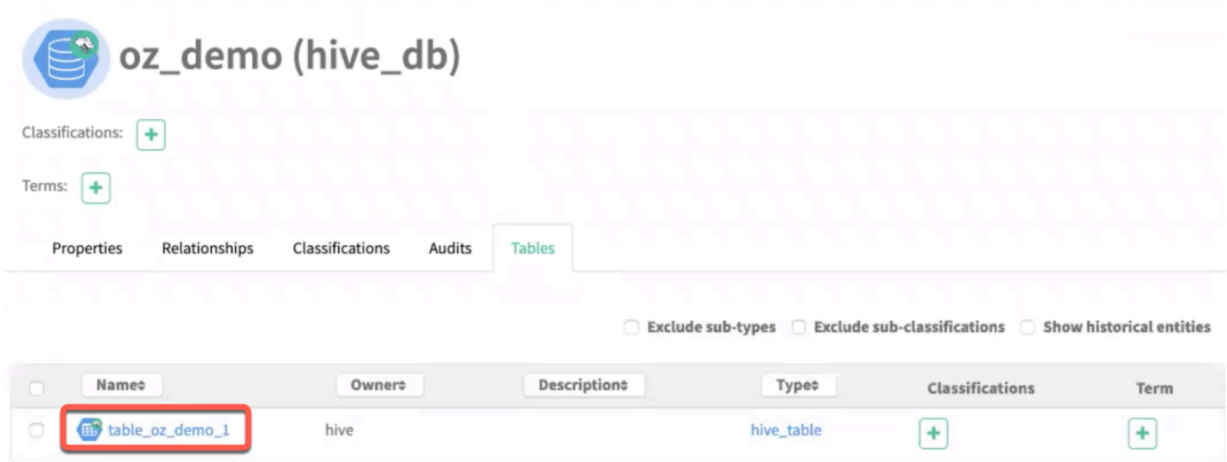 oz_demo (hive_db)
Classifications:
Terms:
Properties Relationships Classifications Audits Tables
Exclude sub-types Exclude sub-classifications Show historical entities
Name Owner Description Type Classifications Term
table_oz_demo_1 hive hive_table